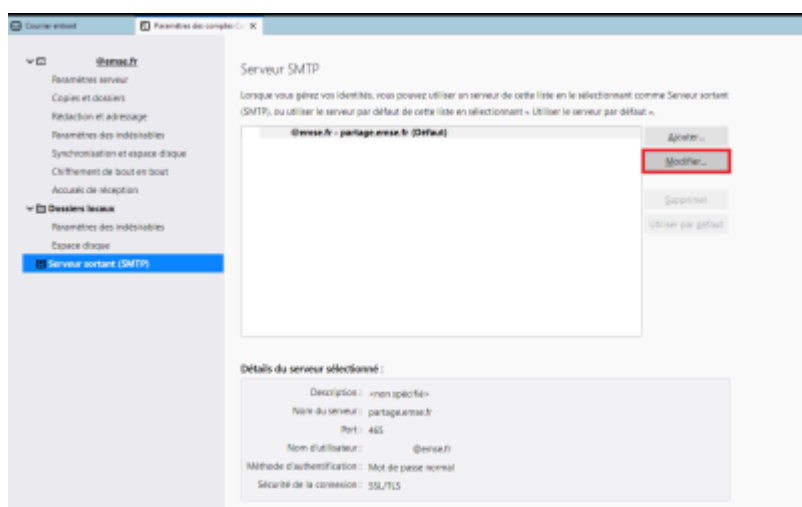 Courrier entrant
Paramètres des comptes Co
@emse.fr
Paramètres serveur
Copies et dossiers
Rédaction et adressage
Paramètres des indésirables
Synchronisation et espace disque
Chiffrement de bout en bout
Accusés de réception
Dossiers locaux
Paramètres des indésirables
Espace disque
Serveur sortant (SMTP)
Serveur SMTP
Lorsque vous gérez vos identités, vous pouvez utiliser un serveur de cette liste en le sélectionnant comme Serveur sortant
(SMTP), ou utiliser le serveur par défaut de cette liste en sélectionnant « Utiliser le serveur par défaut ».
@emse.fr - partage.emse.fr (Défaut)
Ajouter...
Modifier...
Supprimer
Utiliser par défaut
Détails du serveur sélectionné :
Description : <non spécifié>
Nom du serveur : partage.emse.fr
Port : 465
Nom d'utilisateur : @emse.fr
Méthode d'authentification : Mot de passe normal
Sécurité de la connexion : SSL/TLS